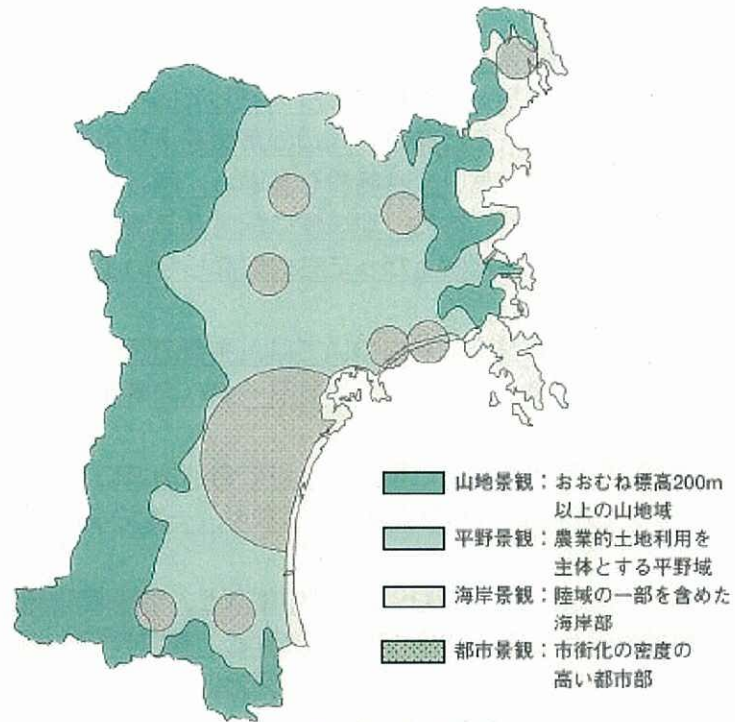 山地景観：おおむね標高200m
以上の山地域
平野景観：農業的土地利用を
主体とする平野域
海岸景観：陸域の一部を含めた
海岸部
都市景観：市街化の密度の
高い都市部